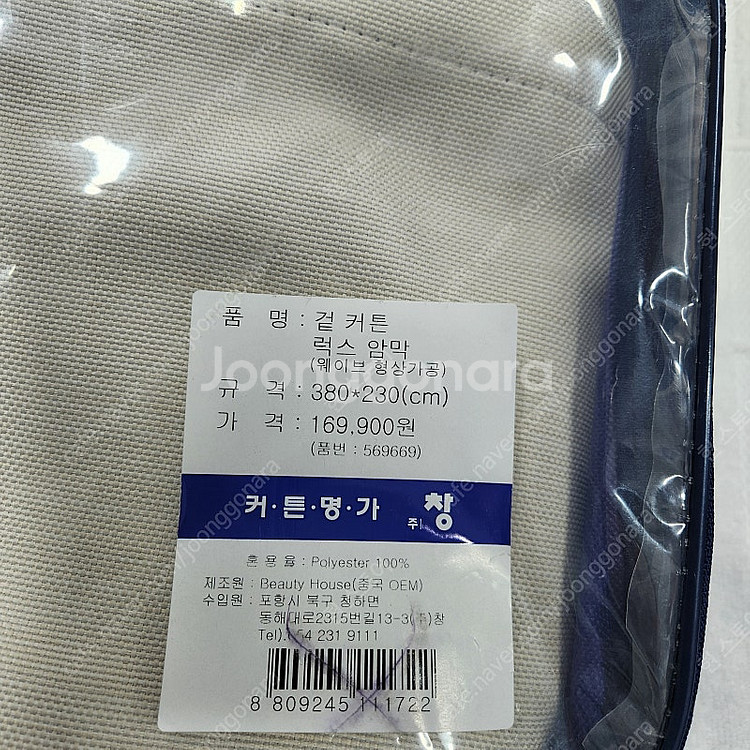 품 명 : 겉 커튼
럭스 암막
(웨이브 형상가공)
Joonggonara
규 격 : 380*230(cm)
가 격 : 169,900원
(품번 : 569669)
커·튼·명·가 ㈜창
혼 용 율 : Polyester 100%
제조원 : Beauty House(중국 OEM)
수입원 : 포항시 북구 청하면
동해대로2315번길13-3(주)창
Tel). 54 231 9111
8 809245 111722